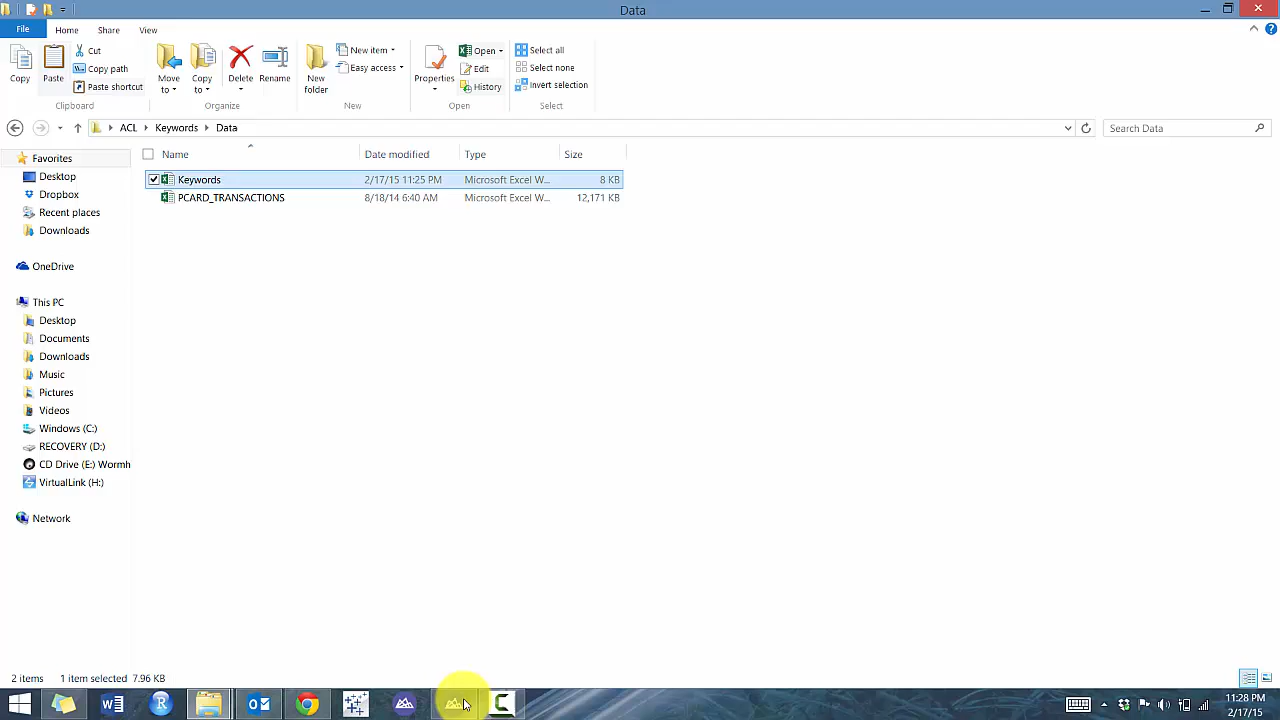 Data
File Home Share View
Copy Paste Cut Copy path Paste shortcut
Move to Copy to Delete Rename
New folder New item Easy access
Properties Open Edit History
Select all Select none Invert selection
Clipboard Organize New Open Select
ACL Keywords Data Search Data
Name Date modified Type Size
Keywords 2/17/15 11:25 PM Microsoft Excel W... 8 KB
PCARD_TRANSACTIONS 8/18/14 6:40 AM Microsoft Excel W... 12,171 KB
Favorites
Desktop
Dropbox
Recent places
Downloads
OneDrive
This PC
Desktop
Documents
Downloads
Music
Pictures
Videos
Windows (C:)
RECOVERY (D:)
CD Drive (E:) Wormh
VirtualLink (H:)
Network
2 items 1 item selected 7.96 KB
11:28 PM
2/17/15